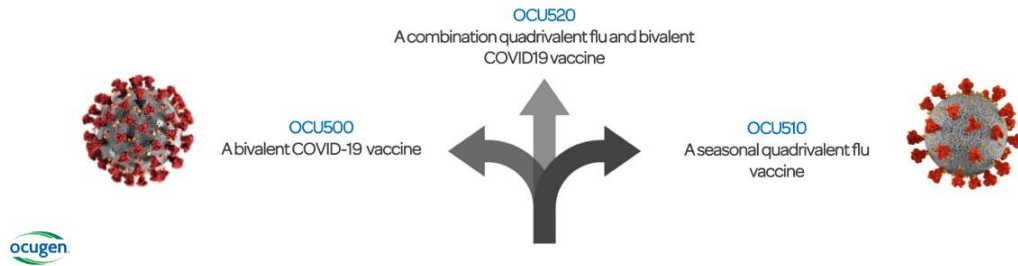 OCU520
A combination quadrivalent flu and bivalent
COVID19 vaccine
OCU500
A bivalent COVID-19 vaccine
OCU510
A seasonal quadrivalent flu
vaccine
ocugen.